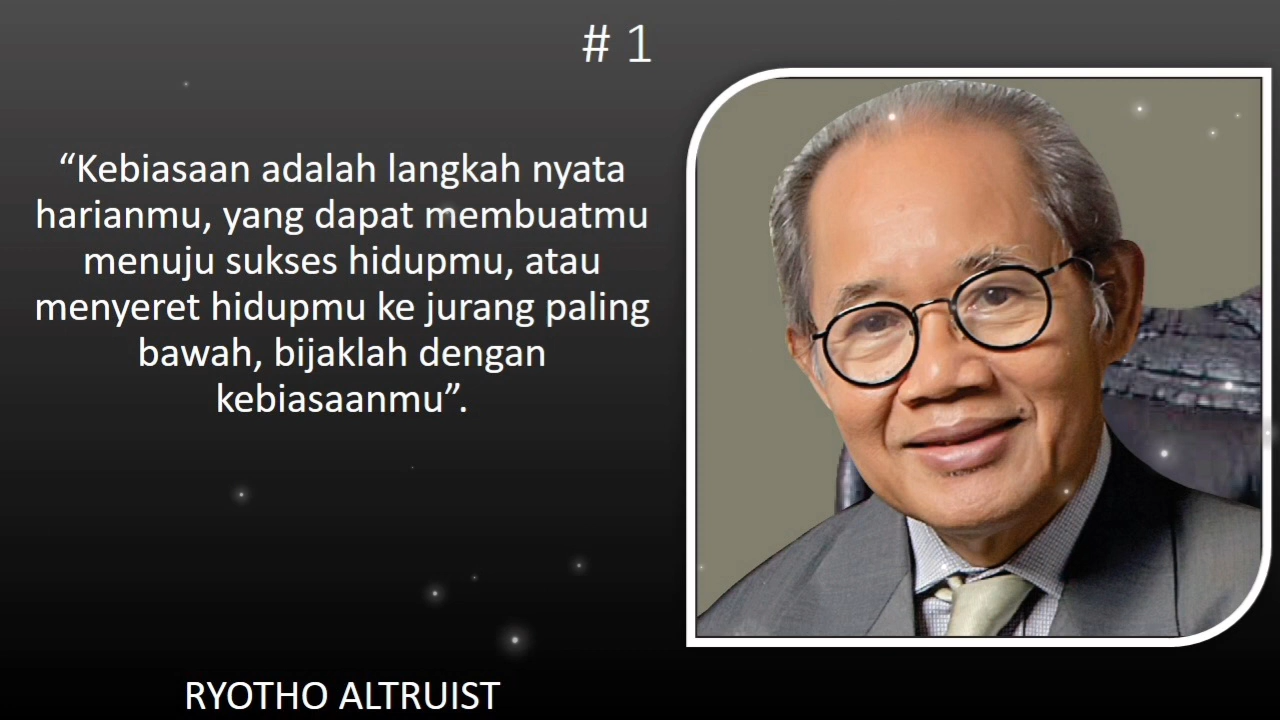 # 1
“Kebiasaan adalah langkah nyata
harianmu, yang dapat membuatmu
menuju sukses hidupmu, atau
menyeret hidupmu ke jurang paling
bawah, bijaklah dengan
kebiasaanmu”.
RYOTHO ALTRUIST